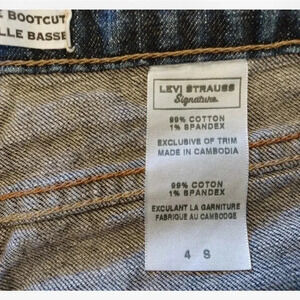 BOOTCUT
LLE BASSE
LEVI STRAUSS
Signature
99% COTTON
1% SPANDEX
EXCLUSIVE OF TRIM
MADE IN CAMBODIA
99% COTON
1% SPANDEX
EXCULANT LA GARNITURE
FABRIQUE AU CAMBODGE
4 S